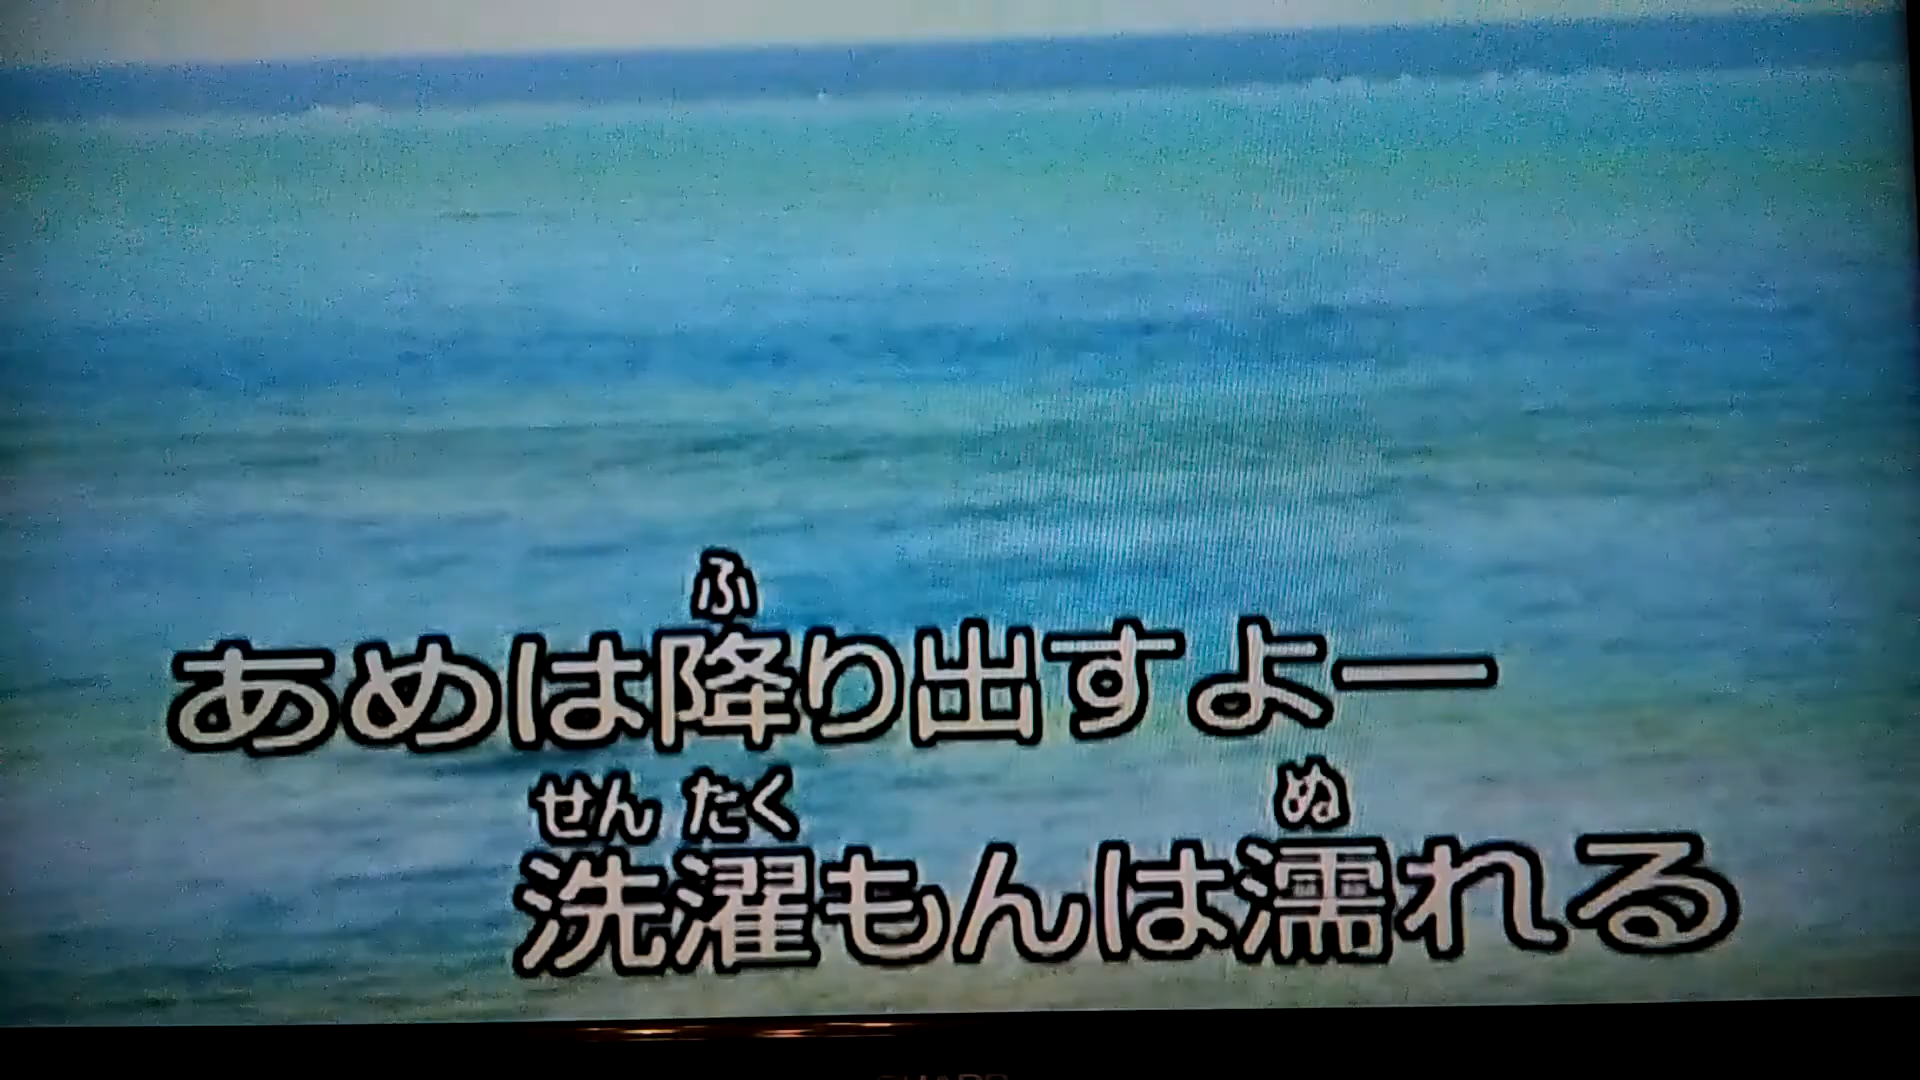 ふ
あめは降り出すよー
せん たく ぬ
洗濯もんは濡れる